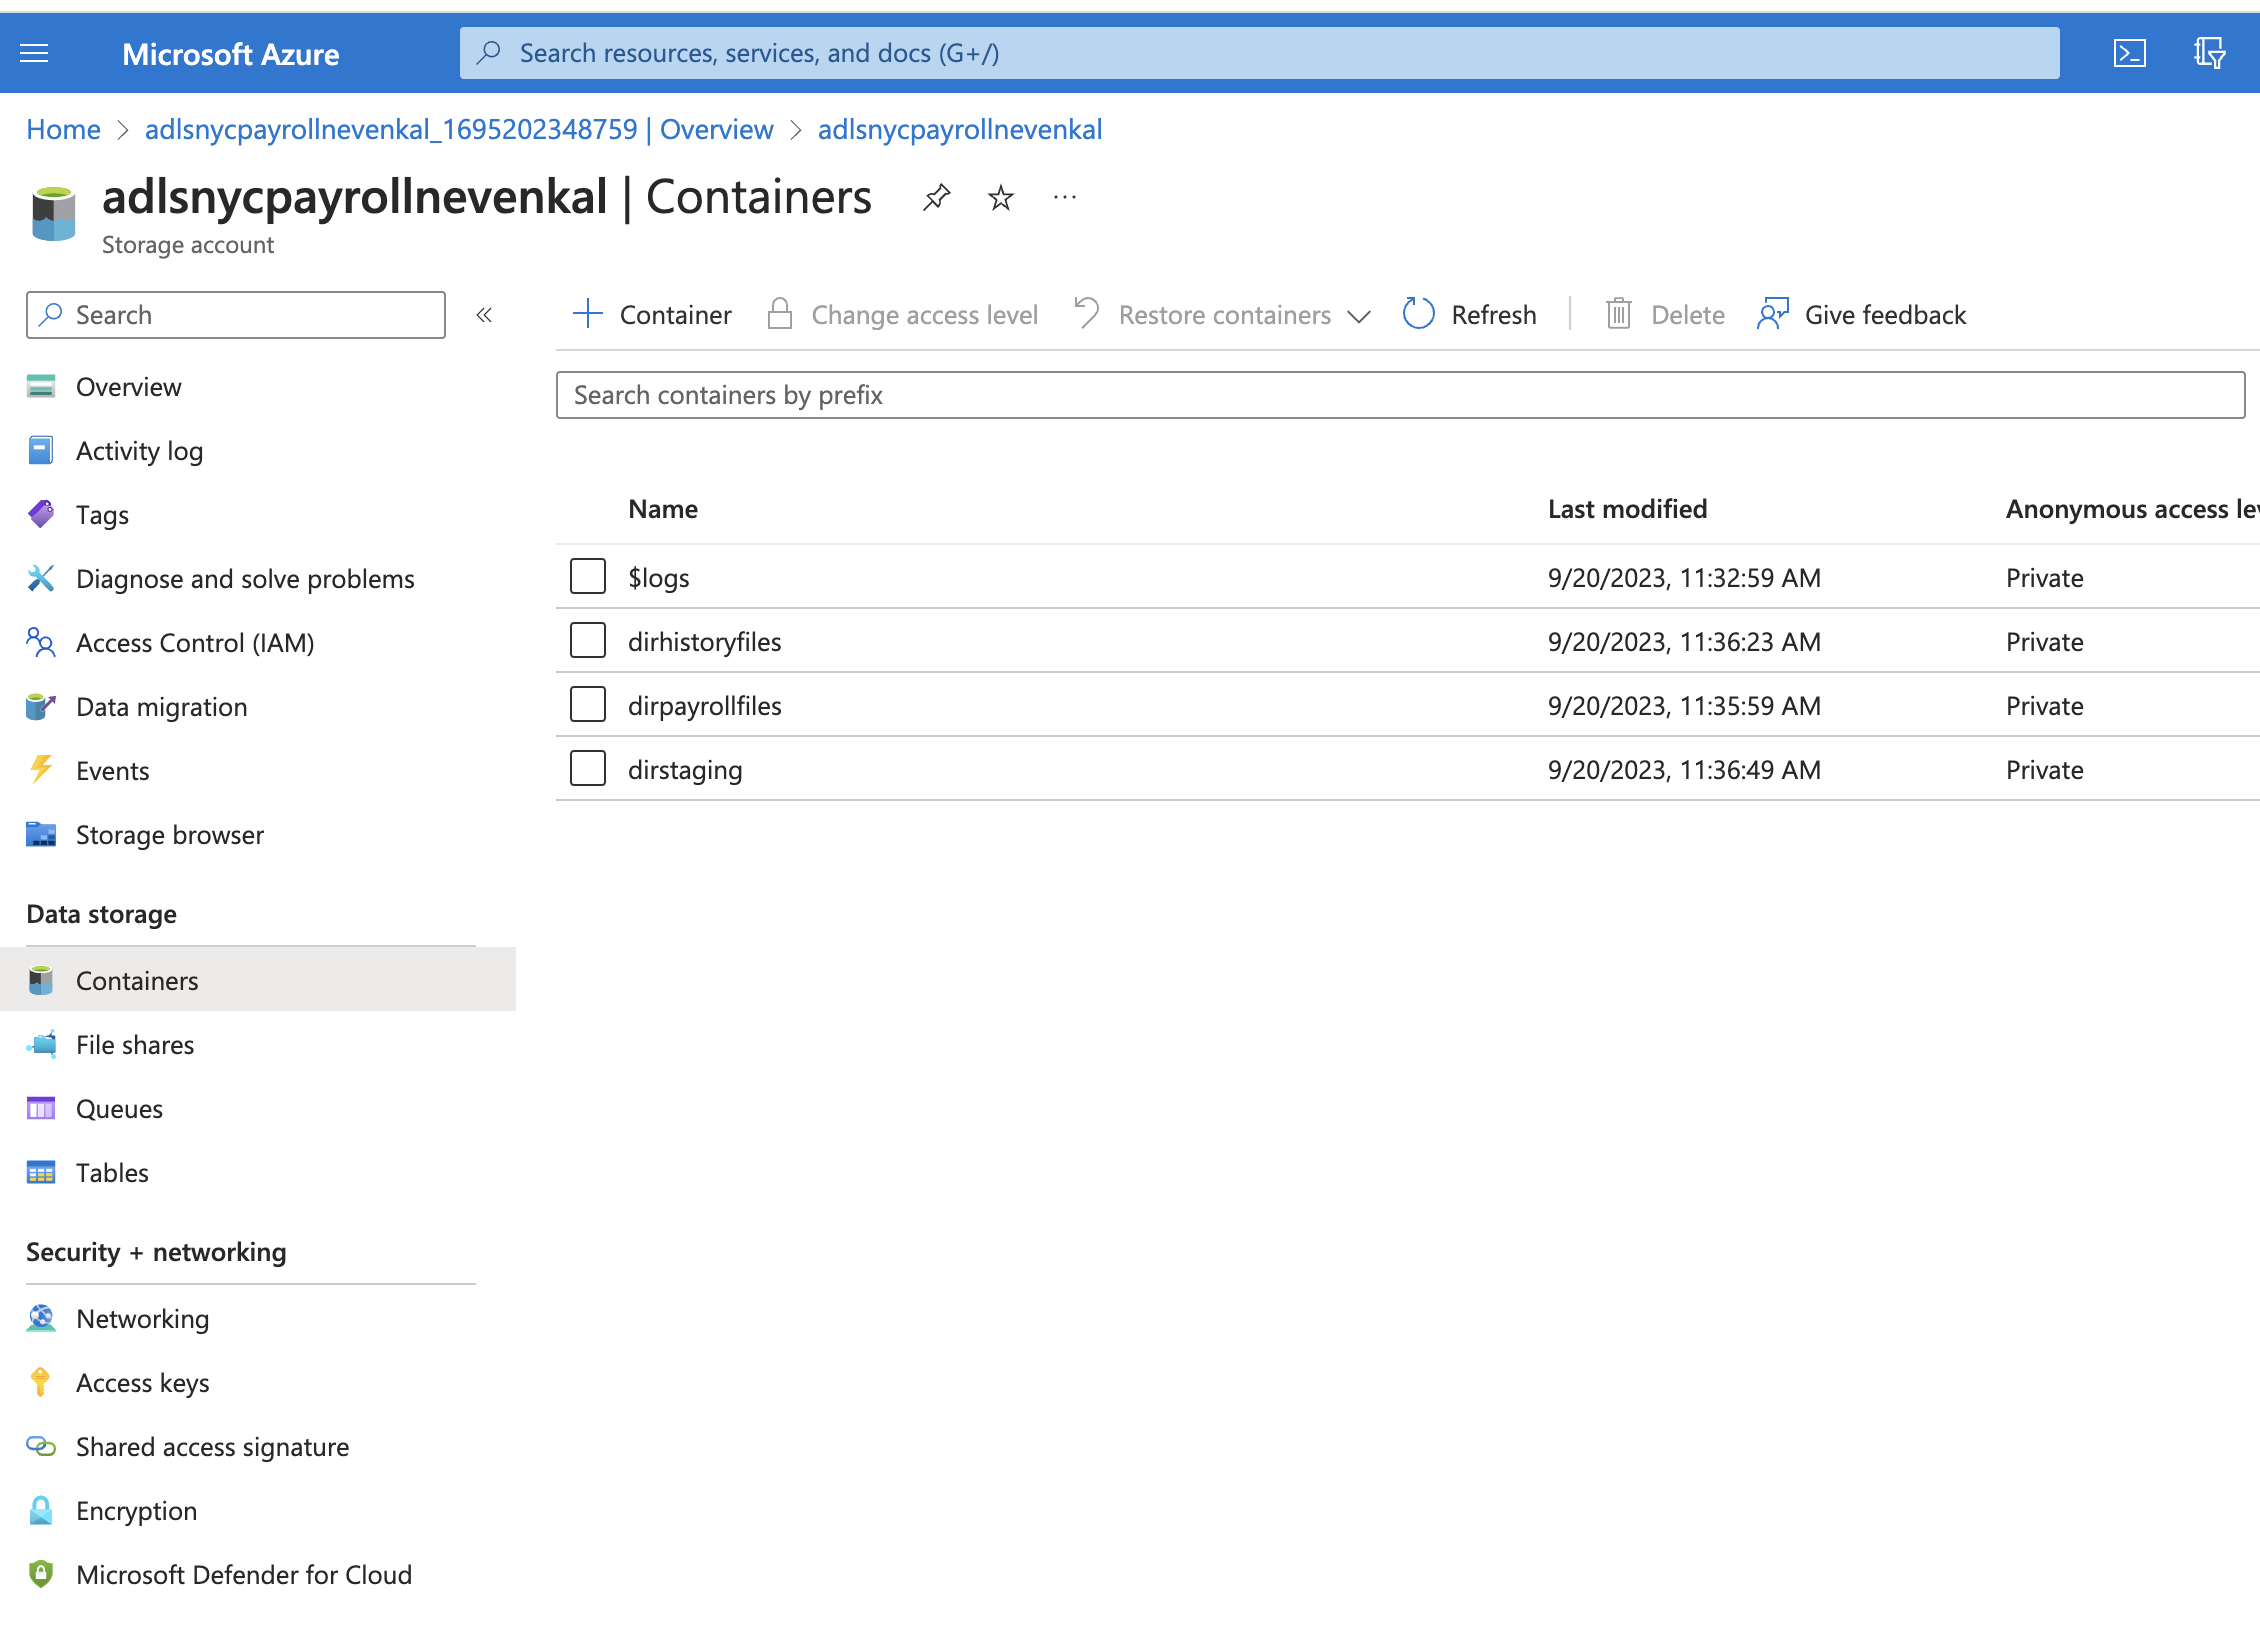 Microsoft Azure
Search resources, services, and docs (G+/)
Home > adlsnycpayrollnevenkal_1695202348759 | Overview > adlsnycpayrollnevenkal
adlsnycpayrollnevenkal | Containers
Storage account
Search
Container
Change access level
Restore containers
Refresh
Delete
Give feedback
Search containers by prefix
Overview
Activity log
Tags
Diagnose and solve problems
Access Control (IAM)
Data migration
Events
Storage browser
Data storage
Containers
File shares
Queues
Tables
Security + networking
Networking
Access keys
Shared access signature
Encryption
Microsoft Defender for Cloud
Name Last modified Anonymous access lev
$logs 9/20/2023, 11:32:59 AM Private
dirhistoryfiles 9/20/2023, 11:36:23 AM Private
dirpayrollfiles 9/20/2023, 11:35:59 AM Private
dirstaging 9/20/2023, 11:36:49 AM Private